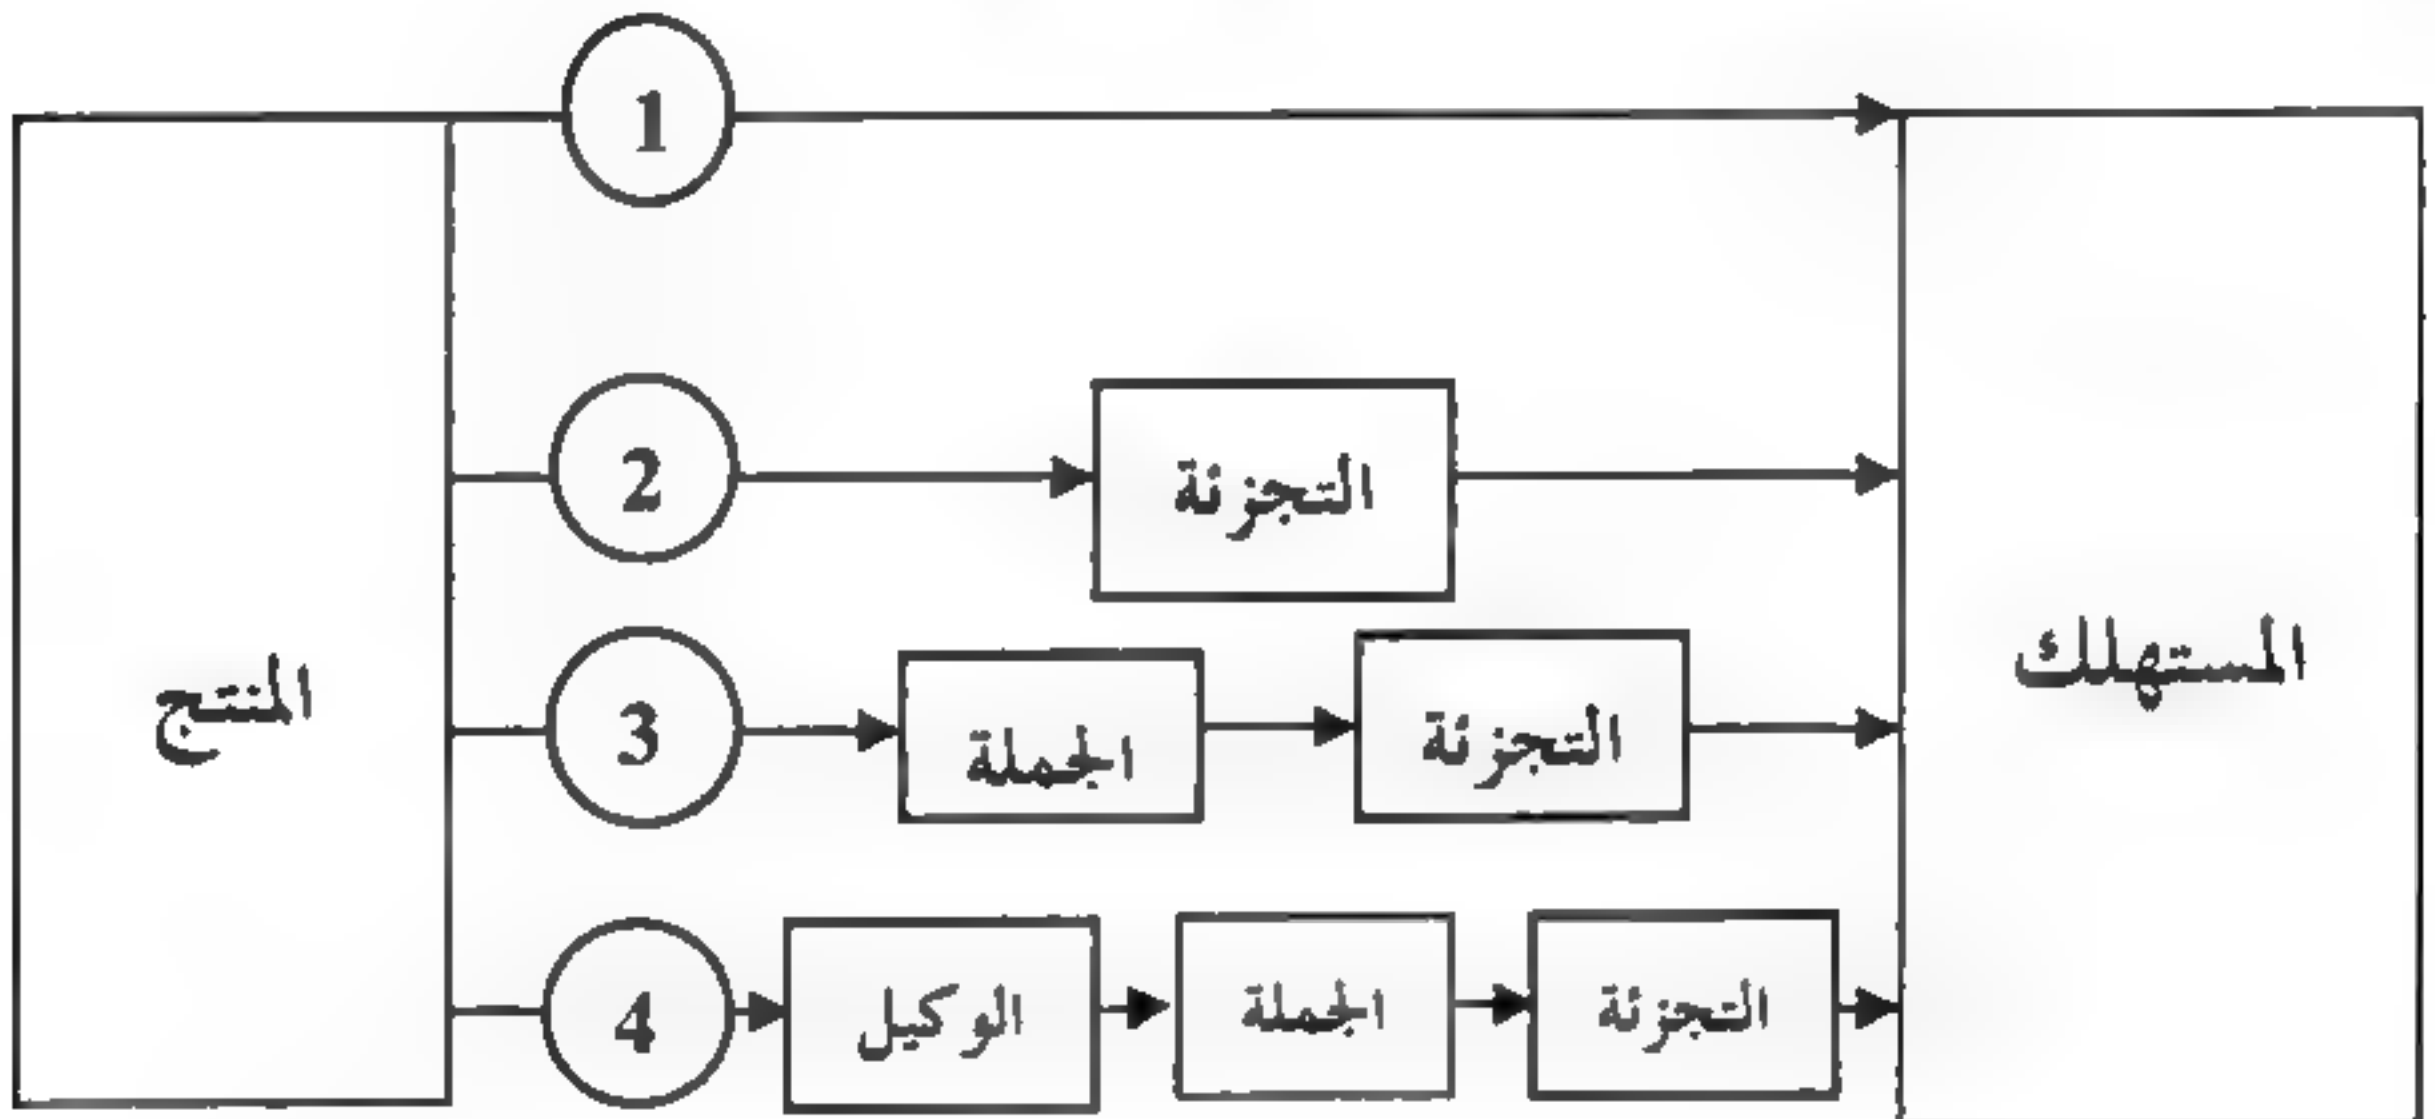 1
2
التجزئة
المنتج
3
الجملة
التجزئة
المستهلك
4
الوكيل
الجملة
التجزئة